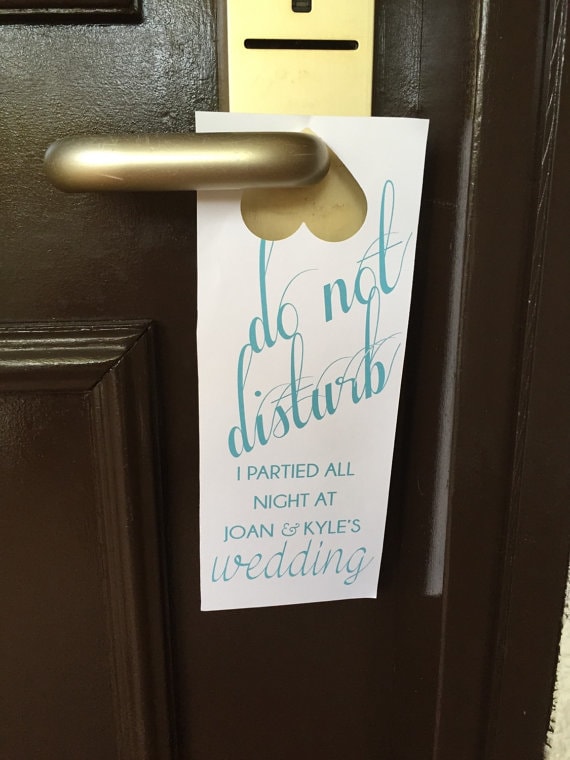 do not
disturb
I PARTIED ALL
NIGHT AT
JOAN & KYLE'S
wedding